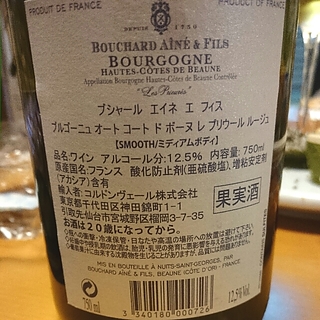 PRODUIT DE FRANCE
PRODUCT OF FRANCE
DEPUIS 1750
BOUCHARD AÎNÉ & FILS
BOURGOGNE
HAUTES-CÔTES DE BEAUNE
Appellation Bourgogne Hautes-Côtes de Beaune Contrôlée
"Les Prieurés"
ブシャール エイネ エ フィス
ブルゴーニュ オート コート ド ボーヌ レ プリウール ルージュ
【SMOOTH/ミディアムボディ】
品名:ワイン アルコール分:12.5% 内容量:750ml
原産国名:フランス 酸化防止剤(亜硫酸塩)、増粘安定剤
(アカシア)含有
輸入者:コルドンヴェール株式会社
東京都千代田区神田錦町1-1
引取先:仙台市宮城野区榴岡3-7-35
お酒は20歳になってから。
果実酒
MIS EN BOUTEILLE À NUITS-SAINT-GEORGES, PAR
BOUCHARD AÎNÉ & FILS, BEAUNE (CÔTE D'OR) - FRANCE
750 ml
3 340180 000726
12,5% Vol.